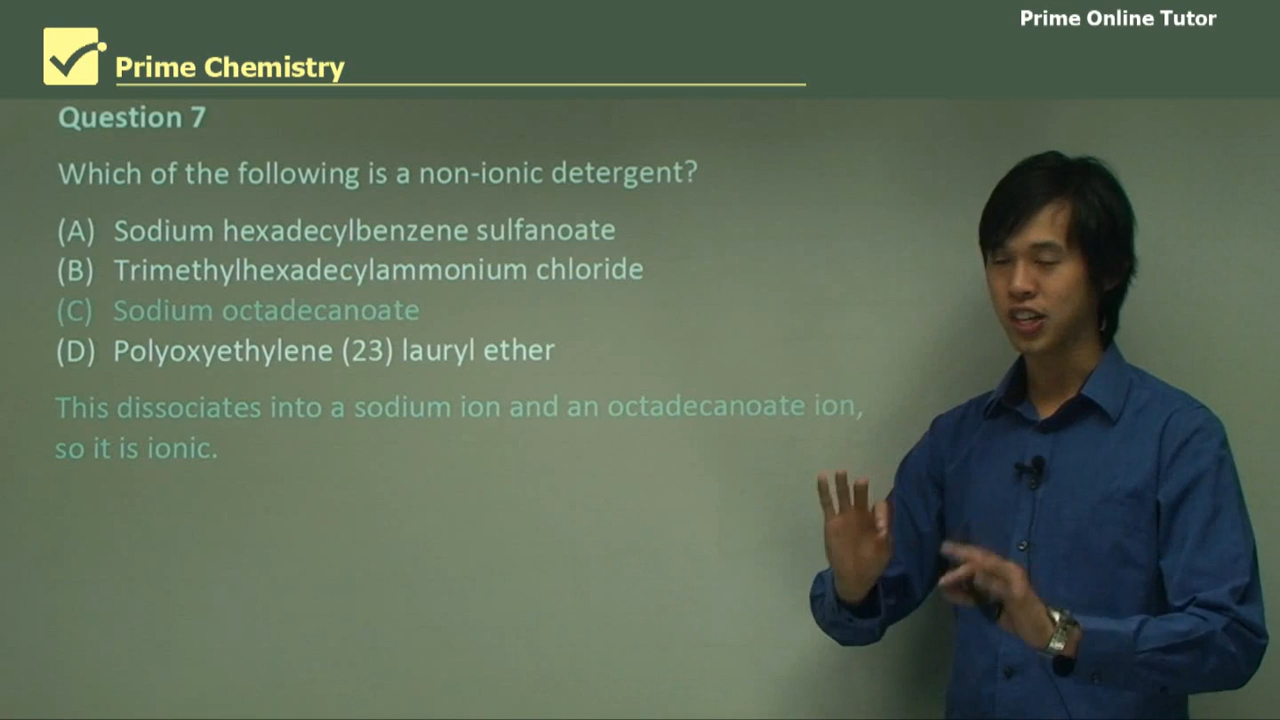 Prime Online Tutor
Prime Chemistry
Question 7
Which of the following is a non-ionic detergent?
(A) Sodium hexadecylbenzene sulfanoate
(B) Trimethylhexadecylammonium chloride
(C) Sodium octadecanoate
(D) Polyoxyethylene (23) lauryl ether
This dissociates into a sodium ion and an octadecanoate ion,
so it is ionic.